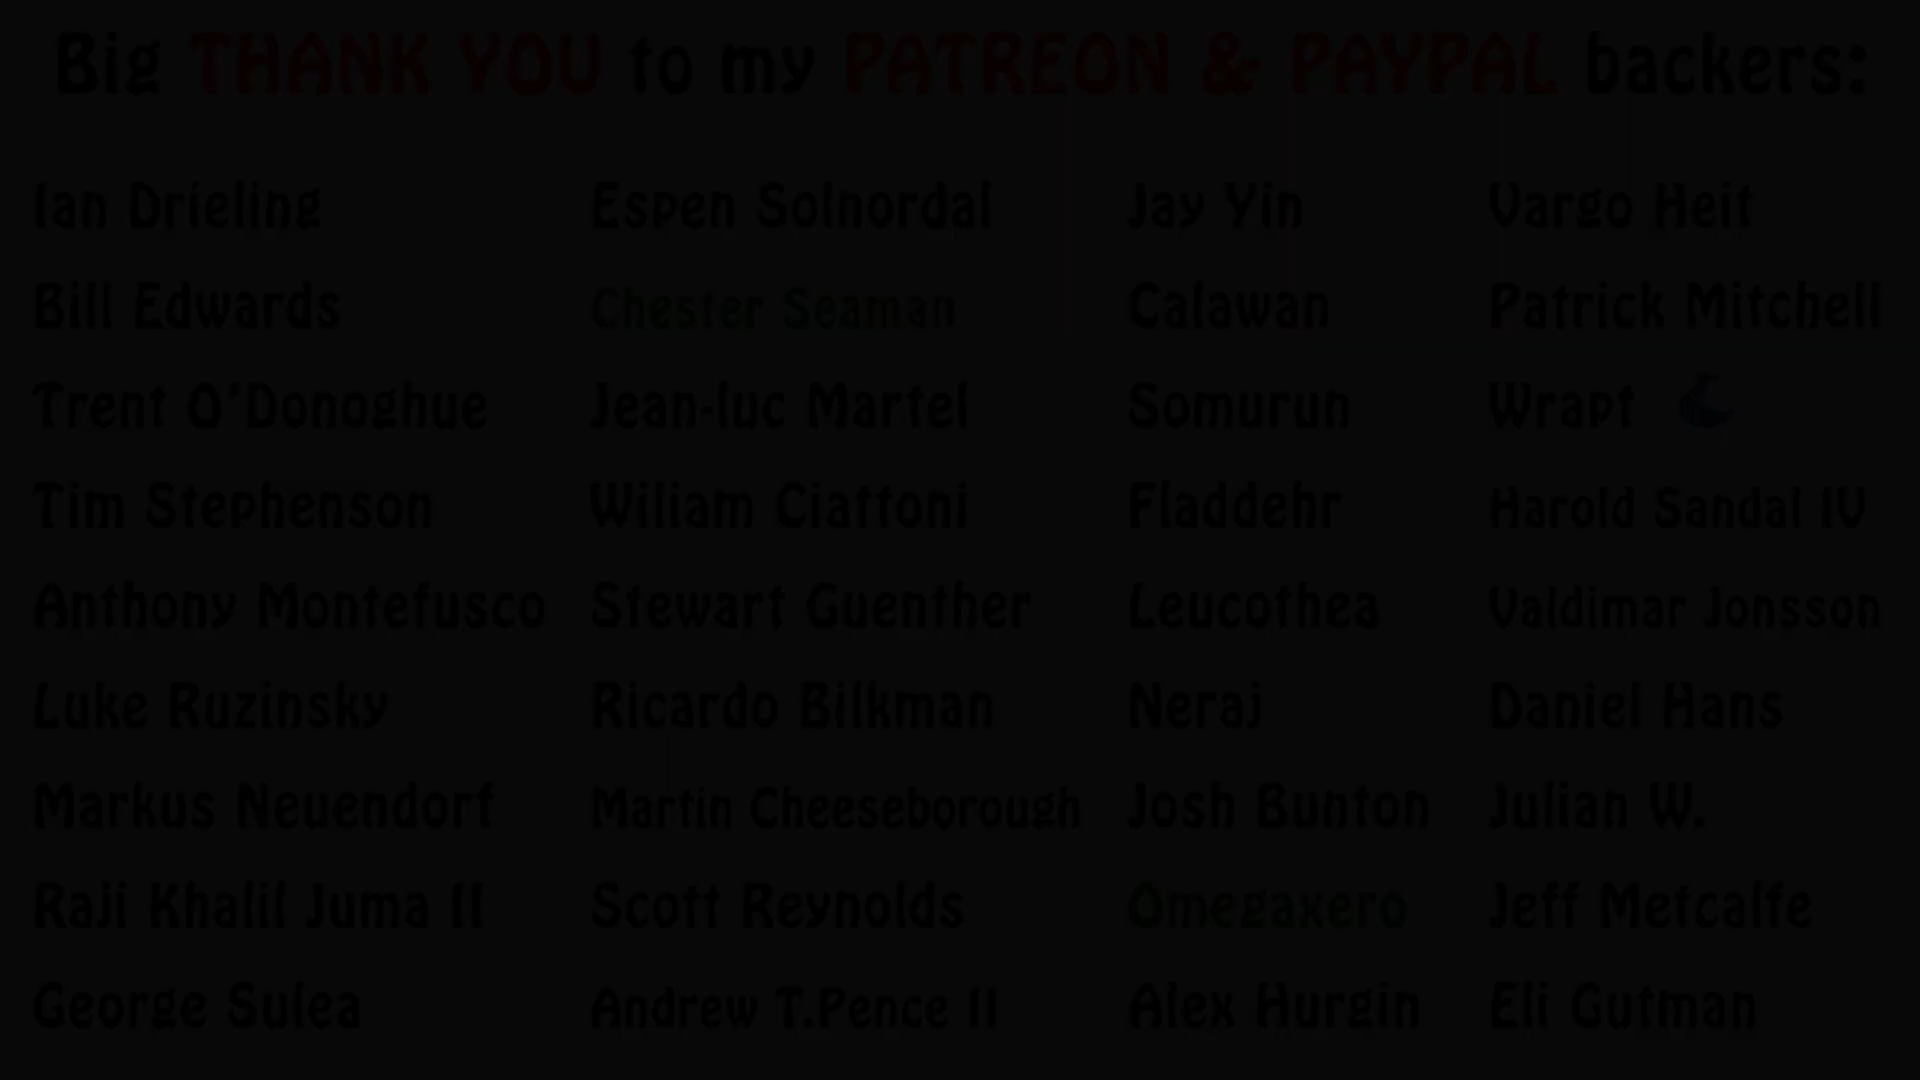 Big THANK YOU to my PATREON & PAYPAL backers:
Ian Drieling Espen Solnordal Jay Yin Vargo Heit
Bill Edwards Chester Seaman Calawan Patrick Mitchell
Trent O'Donoghue Jean-luc Martel Somurun Wrapt
Tim Stephenson Wiliam Ciattoni Fladdehr Harold Sandal IV
Anthony Montefusco Stewart Guenther Leucothea Valdimar Jonsson
Luke Ruzinsky Ricardo Bilkman Neraj Daniel Hans
Markus Neuendorf Martin Cheeseborough Josh Bunton Julian W.
Raji Khalil Juma II Scott Reynolds Omegaxero Jeff Metcalfe
George Sulea Andrew T.Pence II Alex Hurgin Eli Gutman